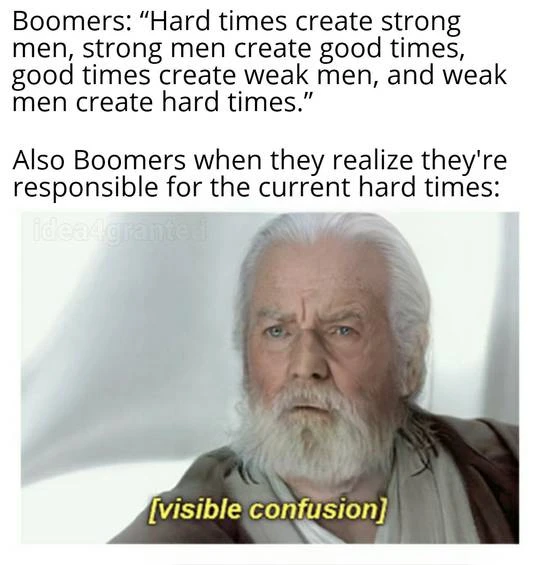 Boomers: “Hard times create strong
men, strong men create good times,
good times create weak men, and weak
men create hard times.”
Also Boomers when they realize they're
responsible for the current hard times:
idea4granted
[visible confusion]